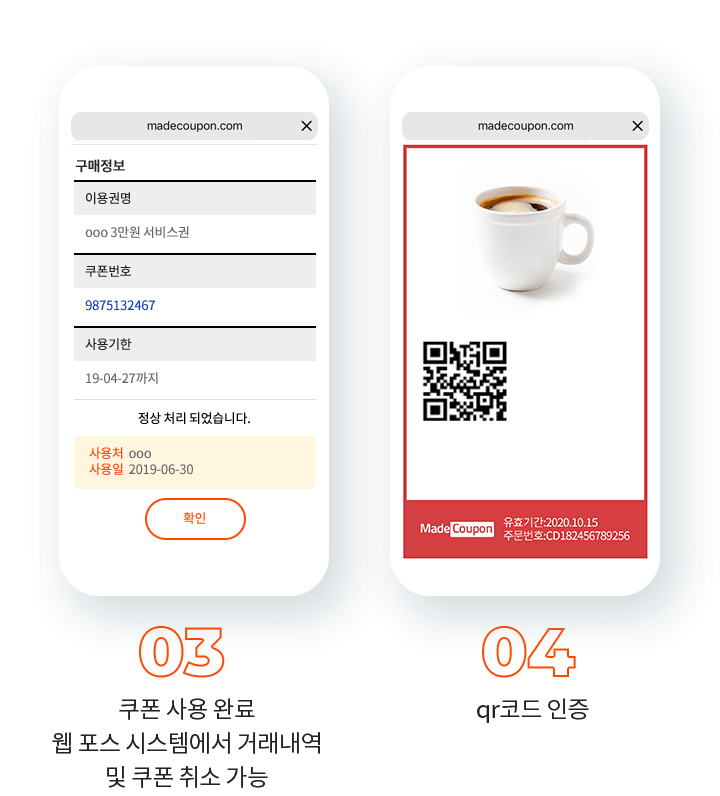 madecoupon.com
구매정보
이용권명
ooo 3만원 서비스권
쿠폰번호
9875132467
사용기한
19-04-27까지
정상 처리 되었습니다.
사용처 ooo
사용일 2019-06-30
확인
03
쿠폰 사용 완료
웹 포스 시스템에서 거래내역
및 쿠폰 취소 가능
madecoupon.com
MadeCoupon
유효기간:2020.10.15
주문번호:CD182456789256
04
qr코드 인증